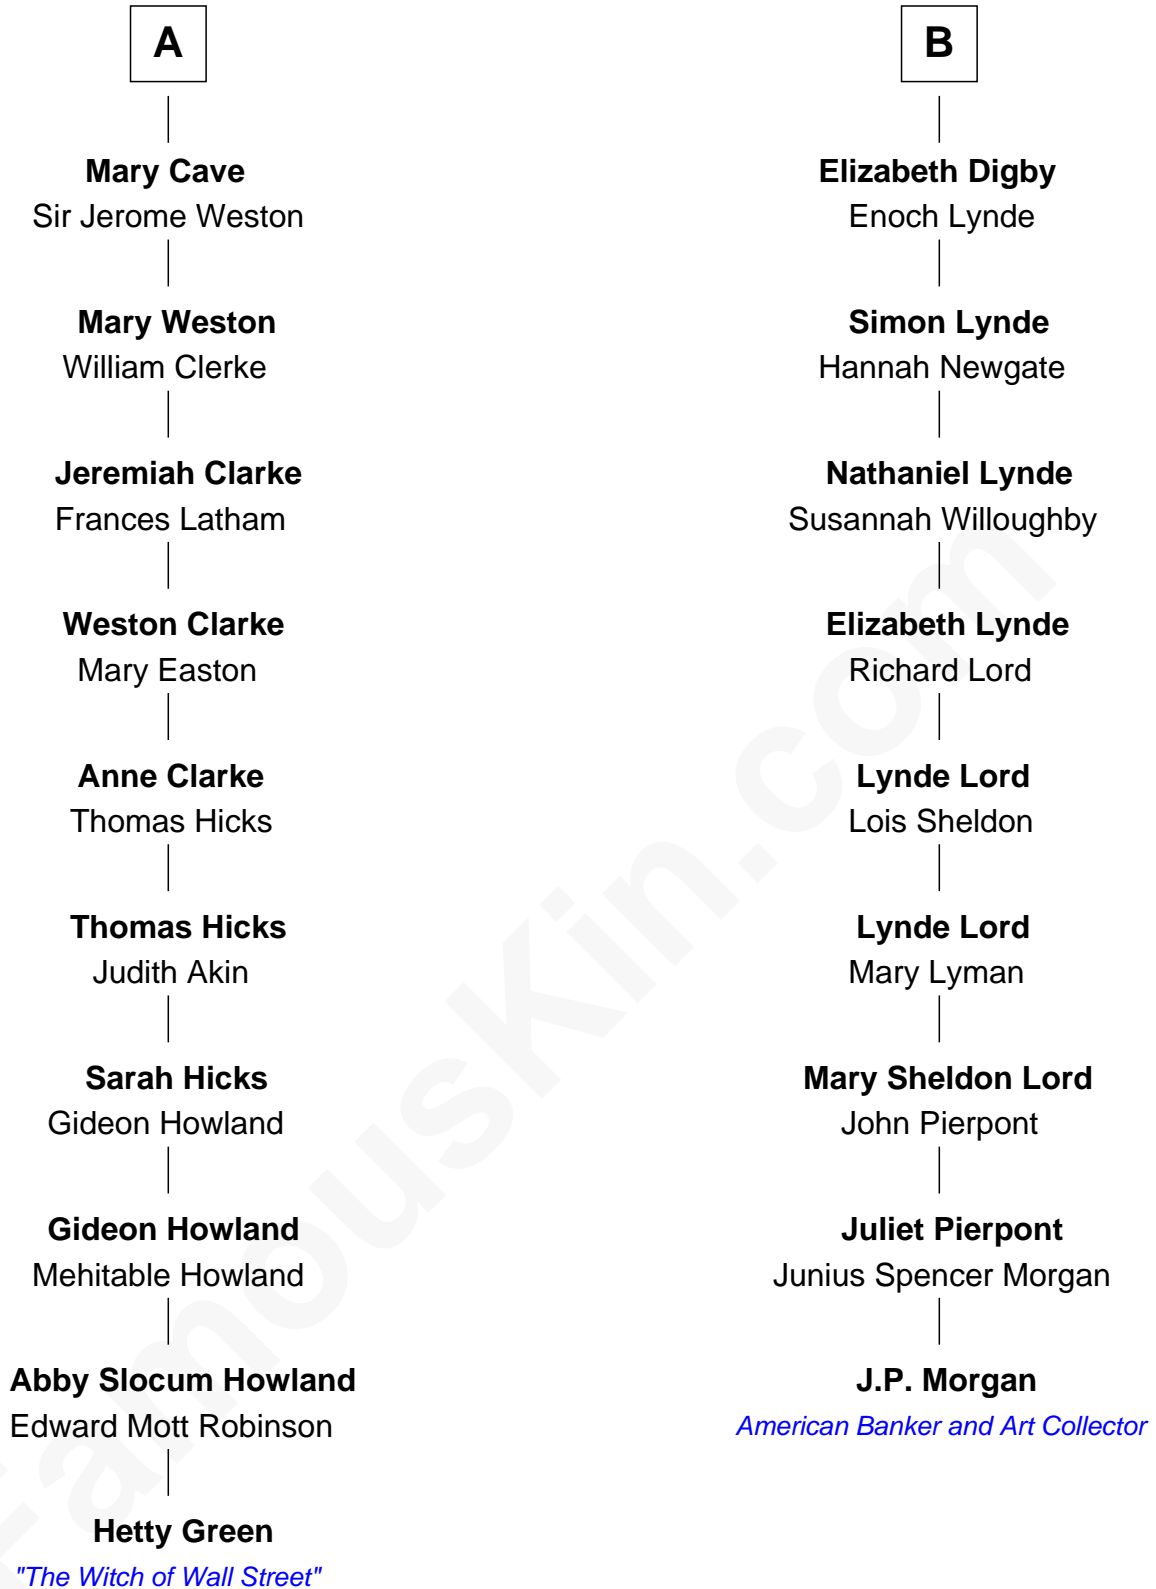 A
Mary Cave
Sir Jerome Weston
Mary Weston
William Clerke
Jeremiah Clarke
Frances Latham
Weston Clarke
Mary Easton
Anne Clarke
Thomas Hicks
Thomas Hicks
Judith Akin
Sarah Hicks
Gideon Howland
Gideon Howland
Mehitable Howland
Abby Slocum Howland
Edward Mott Robinson
Hetty Green
"The Witch of Wall Street"
B
Elizabeth Digby
Enoch Lynde
Simon Lynde
Hannah Newgate
Nathaniel Lynde
Susannah Willoughby
Elizabeth Lynde
Richard Lord
Lynde Lord
Lois Sheldon
Lynde Lord
Mary Lyman
Mary Sheldon Lord
John Pierpont
Juliet Pierpont
Junius Spencer Morgan
J.P. Morgan
American Banker and Art Collector
FamousKin.com